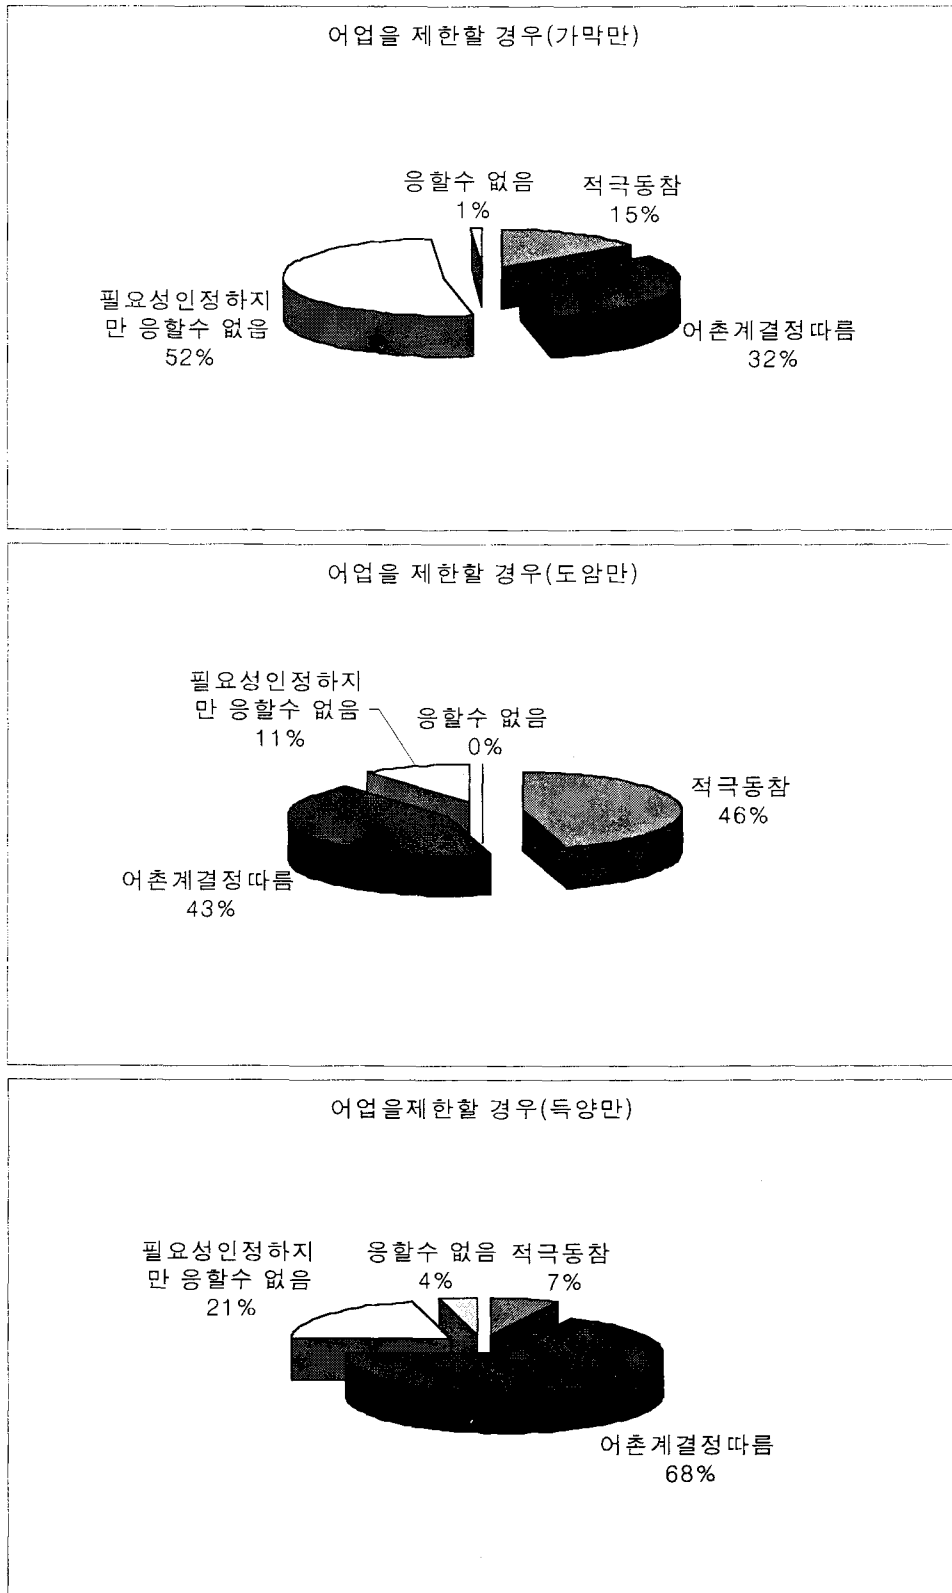 어업을 제한할 경우(가막만)
응할수 없음
1%
적극동참
15%
필요성인정하지
만 응할수 없음
52%
어촌계결정따름
32%
어업을 제한할 경우(도암만)
필요성인정하지
만 응할수 없음
11%
응할수 없음
0%
적극동참
46%
어촌계결정따름
43%
어업을제한할 경우(득양만)
필요성인정하지
만 응할수 없음
21%
응할수 없음
4%
적극동참
7%
어촌계결정따름
68%